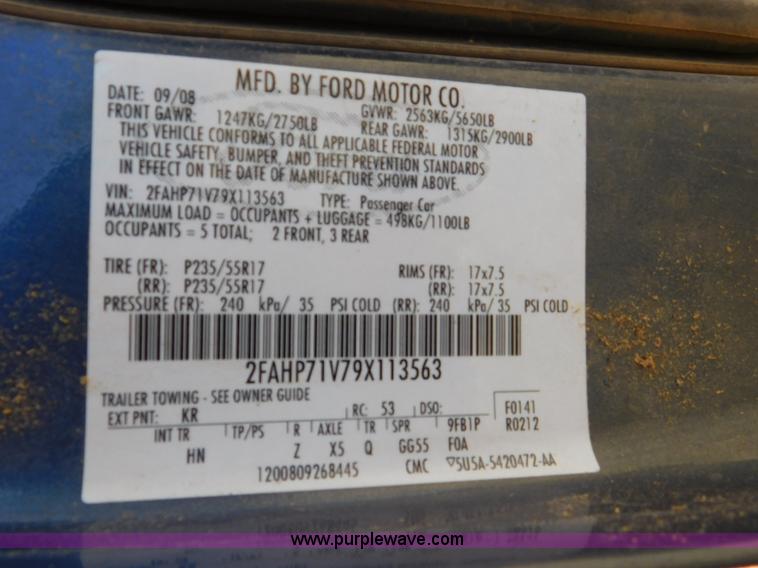 MFD. BY FORD MOTOR CO.
DATE: 09/08 GVWR: 2563KG/5650LB
FRONT GAWR: 1247KG/2750LB REAR GAWR: 1315KG/2900LB
THIS VEHICLE CONFORMS TO ALL APPLICABLE FEDERAL MOTOR
VEHICLE SAFETY, BUMPER, AND THEFT PREVENTION STANDARDS
IN EFFECT ON THE DATE OF MANUFACTURE SHOWN ABOVE.
VIN: 2FAHP71V79X113563 TYPE: Passenger Car
MAXIMUM LOAD = OCCUPANTS + LUGGAGE = 498KG/1100LB
OCCUPANTS = 5 TOTAL; 2 FRONT, 3 REAR
TIRE (FR): P235/55R17 RIMS (FR): 17x7.5
(RR): P235/55R17 (RR): 17x7.5
PRESSURE (FR): 240 kPa/ 35 PSI COLD (RR): 240 kPa/ 35 PSI COLD
2FAHP71V79X113563
TRAILER TOWING - SEE OWNER GUIDE
EXT PNT: KR RC: 53 DSO: F0141
INT TR TP/PS R AXLE TR SPR 9FB1P R0212
HN Z X5 Q GG55 F0A
1200809268445 CMC ▽5U5A-5420472-AA
www.purplewave.com